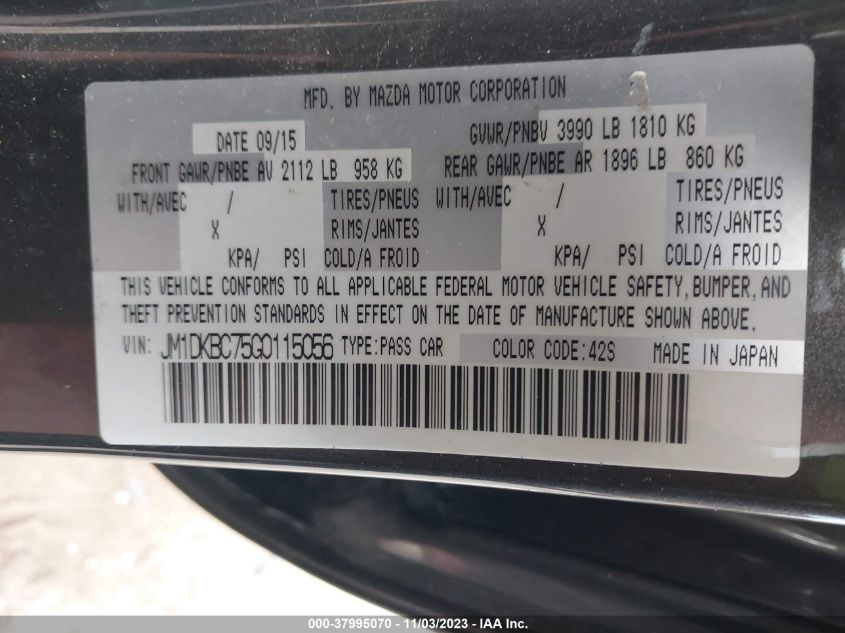 MFD. BY MAZDA MOTOR CORPORATION
DATE 09/15 GVWR/PNBV 3990 LB 1810 KG
FRONT GAWR/PNBE AV 2112 LB 958 KG REAR GAWR/PNBE AR 1896 LB 860 KG
WITH/AVEC / TIRES/PNEUS WITH/AVEC / TIRES/PNEUS
X RIMS/JANTES X RIMS/JANTES
KPA/ PSI COLD/A FROID KPA/ PSI COLD/A FROID
THIS VEHICLE CONFORMS TO ALL APPLICABLE FEDERAL MOTOR VEHICLE SAFETY, BUMPER, AND
THEFT PREVENTION STANDARDS IN EFFECT ON THE DATE OF MANUFACTURE SHOWN ABOVE.
VIN: JM1DKBC75G0115056 TYPE:PASS CAR COLOR CODE:42S MADE IN JAPAN
000-37995070 - 11/03/2023 - IAA Inc.